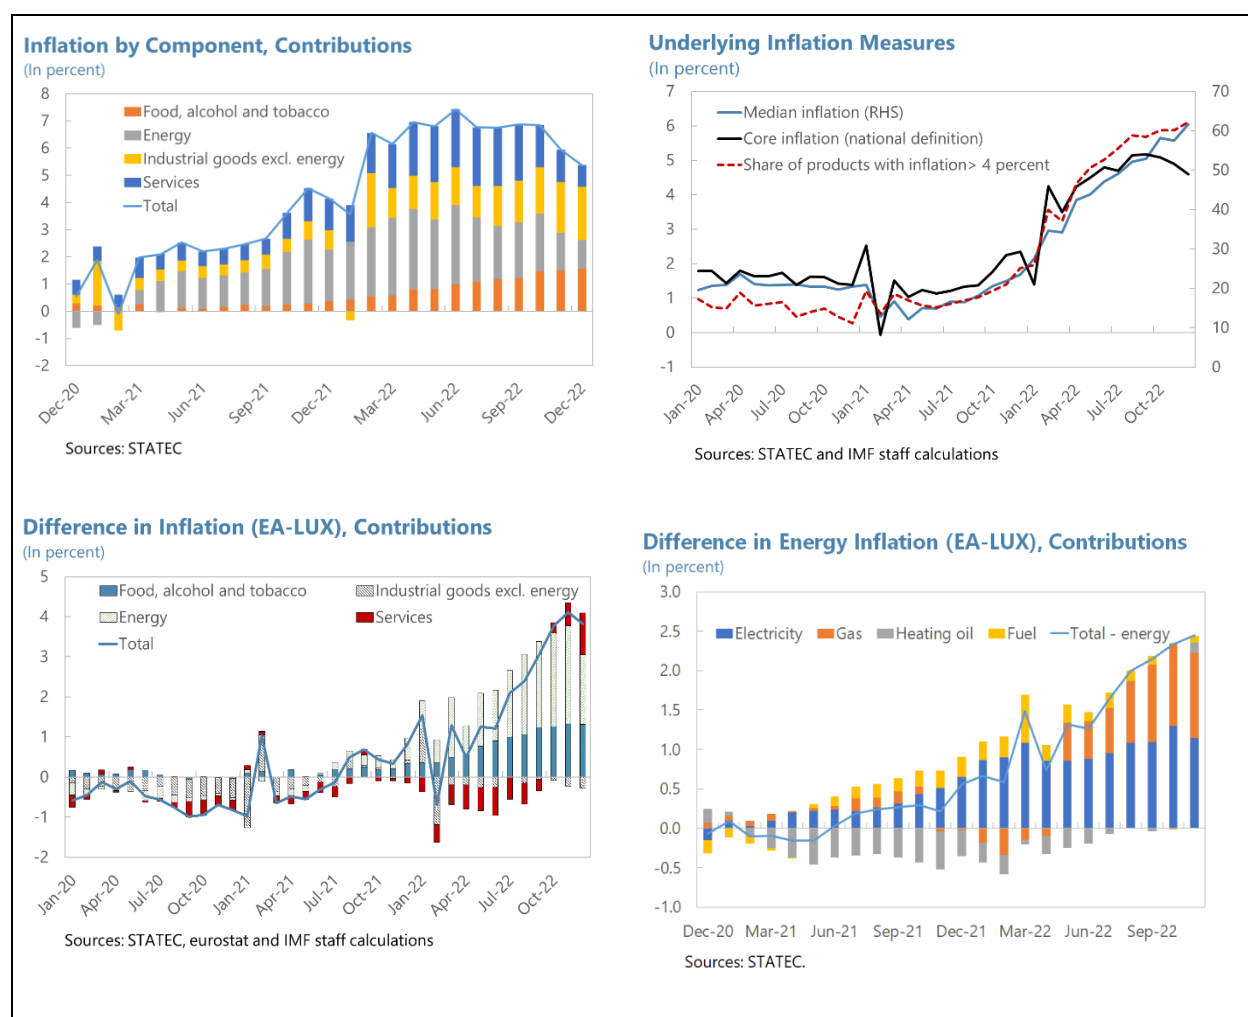 Inflation by Component, Contributions
(In percent)
8
7
6
5
4
3
2
1
0
-1
-2
Food, alcohol and tobacco
Energy
Industrial goods excl. energy
Services
Total
Dec-20
Mar-21
Jun-21
Sep-21
Dec-21
Mar-22
Jun-22
Sep-22
Dec-22
Sources: STATEC
Underlying Inflation Measures
(In percent)
7
6
5
4
3
2
1
0
-1
Median inflation (RHS)
Core inflation (national definition)
Share of products with inflation> 4 percent
70
60
50
40
30
20
10
0
Jan-20
Apr-20
Jul-20
Oct-20
Jan-21
Apr-21
Jul-21
Oct-21
Jan-22
Apr-22
Jul-22
Oct-22
Sources: STATEC and IMF staff calculations
Difference in Inflation (EA-LUX), Contributions
(In percent)
5
4
3
2
1
0
-1
-2
Food, alcohol and tobacco
Industrial goods excl. energy
Energy
Services
Total
Jan-20
Apr-20
Jul-20
Oct-20
Jan-21
Apr-21
Jul-21
Oct-21
Jan-22
Apr-22
Jul-22
Oct-22
Sources: STATEC, eurostat and IMF staff calculations
Difference in Energy Inflation (EA-LUX), Contributions
(In percent)
3.0
2.5
2.0
1.5
1.0
0.5
0.0
-0.5
-1.0
Electricity
Gas
Heating oil
Fuel
Total - energy
Dec-20
Mar-21
Jun-21
Sep-21
Dec-21
Mar-22
Jun-22
Sep-22
Sources: STATEC.